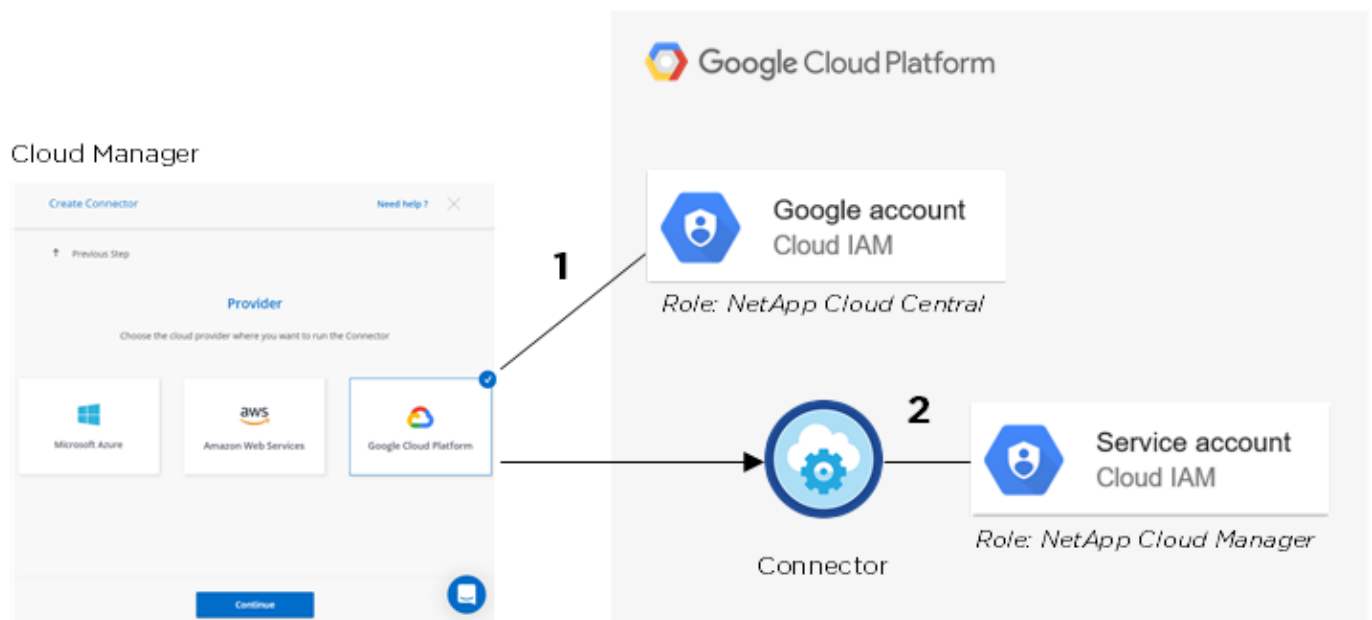 Google Cloud Platform
Cloud Manager
Create Connector
Need help ?
Previous Step
Provider
Choose the cloud provider where you want to run the Connector
Microsoft Azure
aws
Amazon Web Services
Google Cloud Platform
Continue
1
Google account
Cloud IAM
Role: NetApp Cloud Central
2
Connector
Service account
Cloud IAM
Role: NetApp Cloud Manager